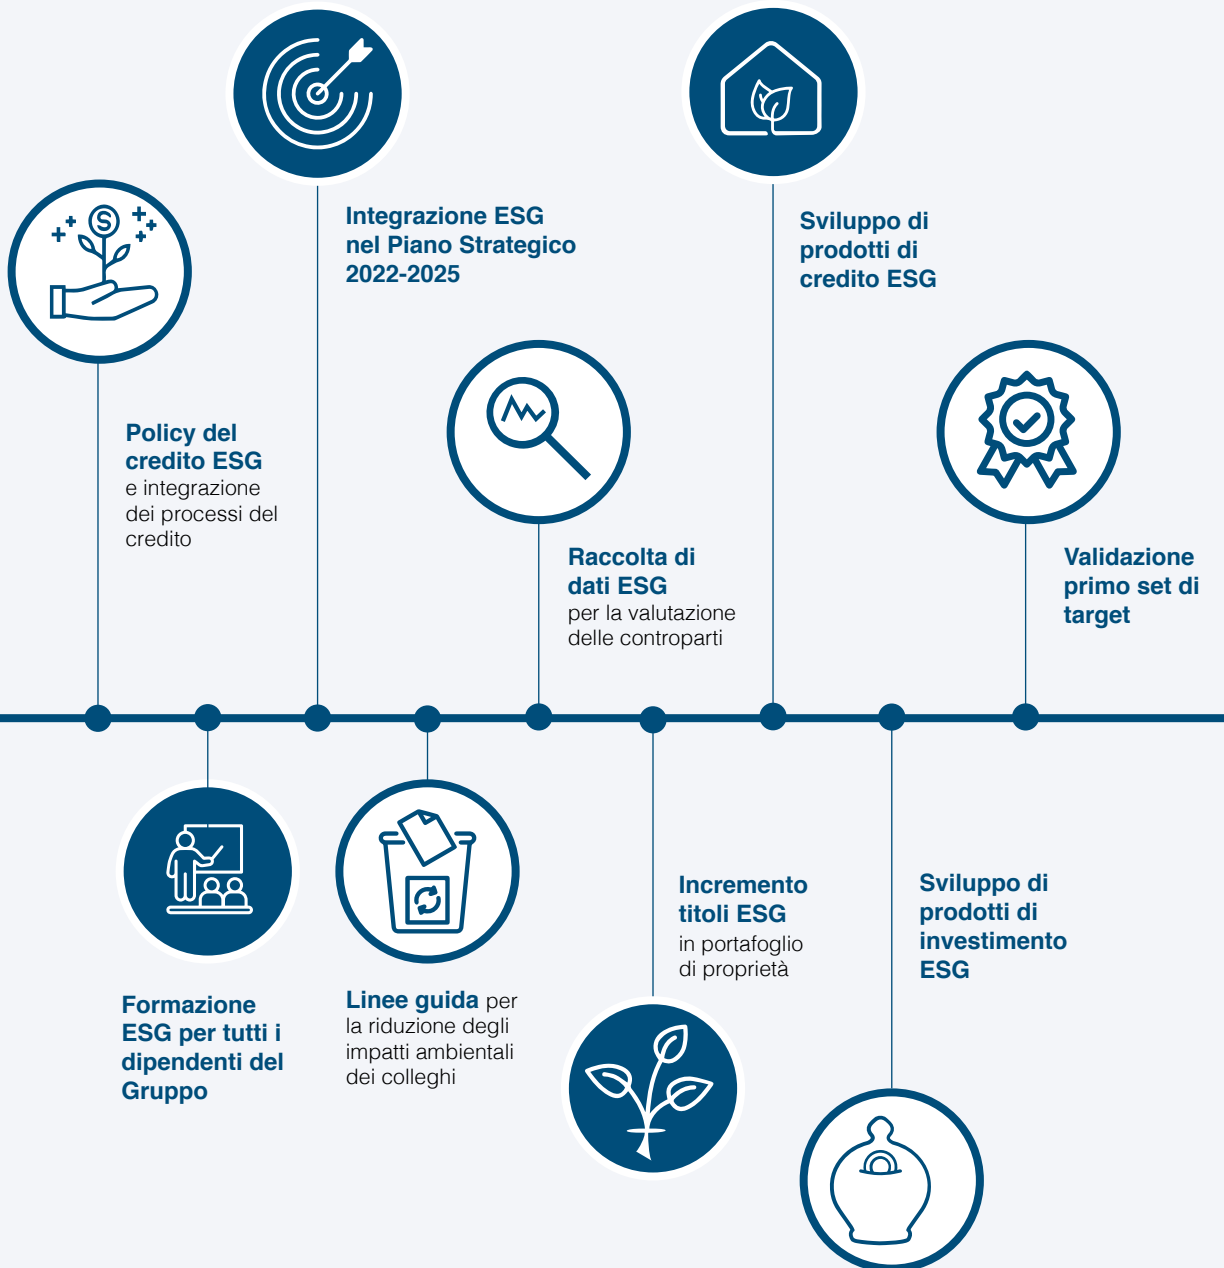 Integrazione ESG
nel Piano Strategico
2022-2025
Sviluppo di
prodotti di
credito ESG
Policy del
credito ESG
e integrazione
dei processi del
credito
Raccolta di
dati ESG
per la valutazione
delle controparti
Validazione
primo set di
target
Formazione
ESG per tutti i
dipendenti del
Gruppo
Linee guida per
la riduzione degli
impatti ambientali
dei colleghi
Incremento
titoli ESG
in portafoglio
di proprietà
Sviluppo di
prodotti di
investimento
ESG